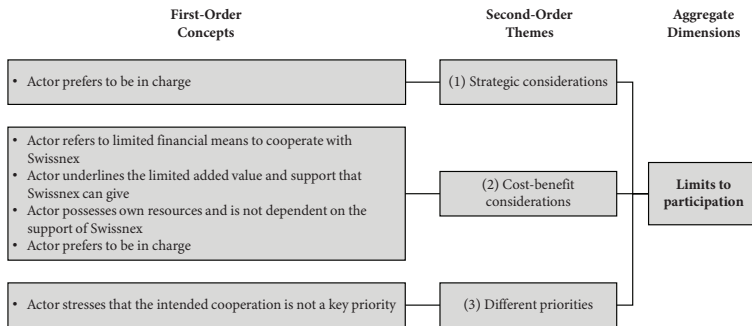 First-Order
Concepts
Second-Order
Themes
Aggregate
Dimensions
• Actor prefers to be in charge
(1) Strategic considerations
• Actor refers to limited financial means to cooperate with
Swissnex
• Actor underlines the limited added value and support that
Swissnex can give
• Actor possesses own resources and is not dependent on the
support of Swissnex
• Actor prefers to be in charge
(2) Cost-benefit
considerations
Limits to
participation
• Actor stresses that the intended cooperation is not a key priority
(3) Different priorities